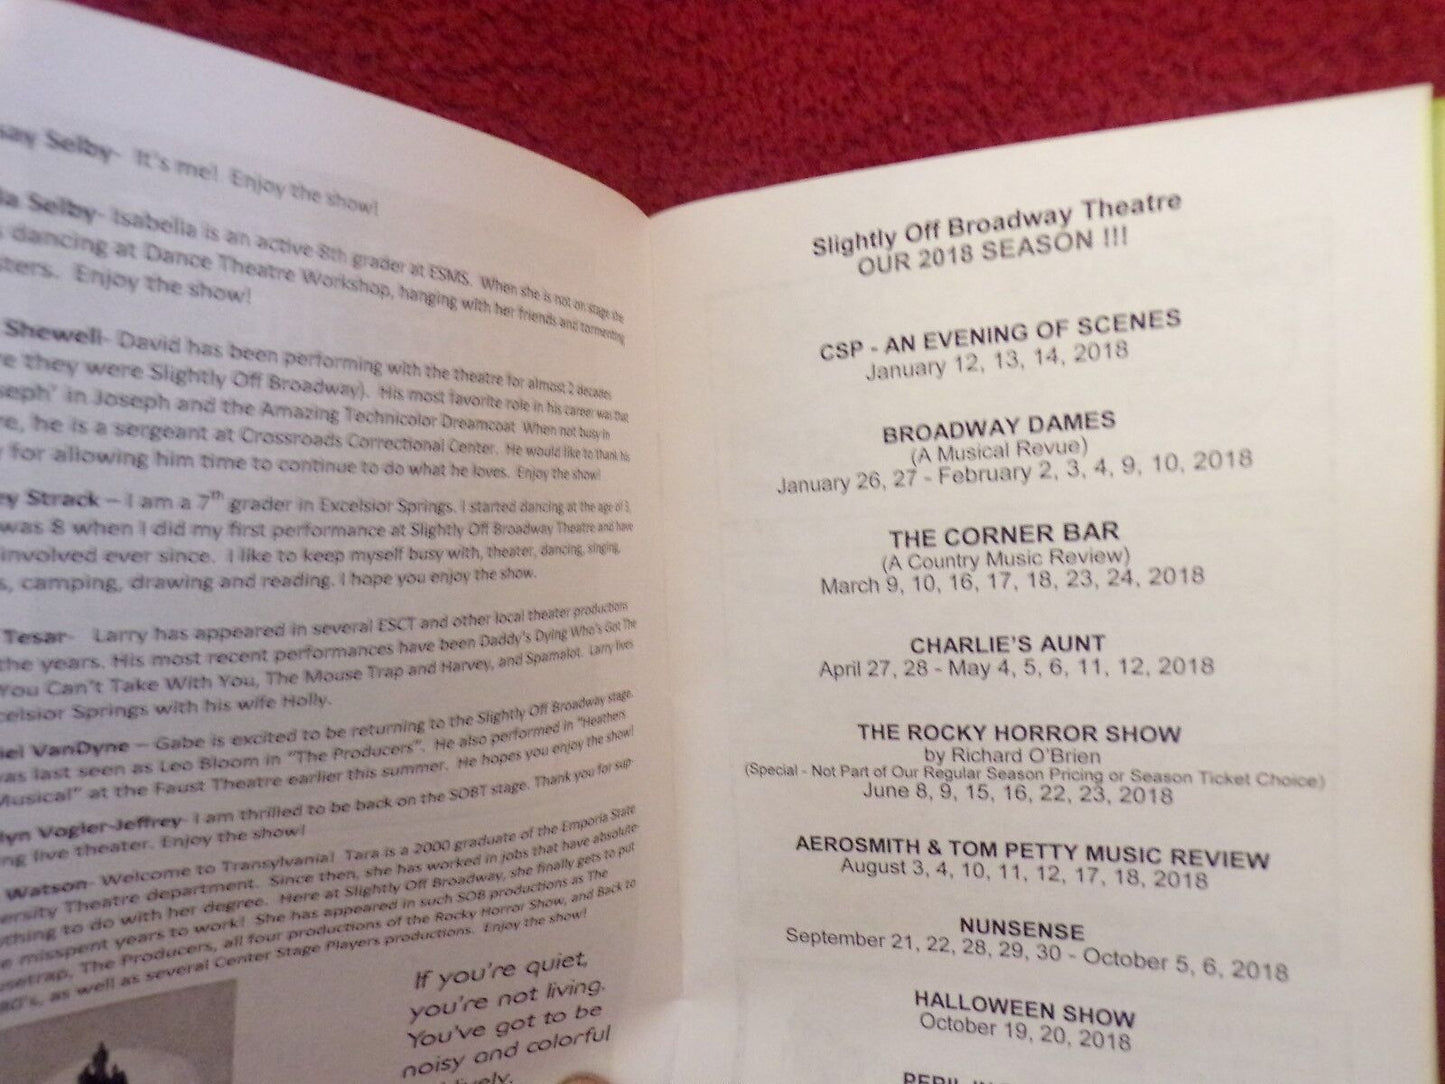 say Selby- It's me! Enjoy the show!
la Selby- Isabella is an active 8th grader at ESMS. When she is not on stage she
s dancing at Dance Theatre Workshop, hanging with her friends and tormenting
sters. Enjoy the show!
Shewell- David has been performing with the theatre for almost 2 decades
re they were Slightly Off Broadway). His most favorite role in his career was that
seph' in Joseph and the Amazing Technicolor Dreamcoat When not busy in
re, he is a sergeant at Crossroads Correctional Center. He would like to thank his
for allowing him time to continue to do what he loves. Enjoy the show!
ey Strack – I am a 7th grader in Excelsior Springs. I started dancing at the age of 3,
was 8 when I did my first performance at Slightly Off Broadway Theatre and have
involved ever since. I like to keep myself busy with, theater, dancing, singing,
s, camping, drawing and reading. I hope you enjoy the show.
Tesar- Larry has appeared in several ESCT and other local theater productions
the years. His most recent performances have been Daddy's Dying Who's Got The
You Can't Take With You, The Mouse Trap and Harvey, and Spamalot. Larry lives
celsior Springs with his wife Holly.
iel VanDyne – Gabe is excited to be returning to the Slightly Off Broadway stage.
was last seen as Leo Bloom in "The Producers". He also performed in "Heathers
Musical" at the Faust Theatre earlier this summer. He hopes you enjoy the show!
lyn Vogler-Jeffrey- I am thrilled to be back on the SOBT stage. Thank you for sup-
ng live theater. Enjoy the show!
Watson- Welcome to Transylvania! Tara is a 2000 graduate of the Emporia State
ersity Theatre department. Since then, she has worked in jobs that have absolute-
ything to do with her degree. Here at Slightly Off Broadway, she finally gets to put
e misspent years to work! She has appeared in such SOB productions as The
usetrap, The Producers, all four productions of the Rocky Horror Show, and Back to
ad's, as well as several Center Stage Players productions. Enjoy the show!
If you're quiet,
you're not living.
You've got to be
noisy and colorful
lively.
Slightly Off Broadway Theatre
OUR 2018 SEASON !!!
CSP - AN EVENING OF SCENES
January 12, 13, 14, 2018
BROADWAY DAMES
(A Musical Revue)
January 26, 27 - February 2, 3, 4, 9, 10, 2018
THE CORNER BAR
(A Country Music Review)
March 9, 10, 16, 17, 18, 23, 24, 2018
CHARLIE'S AUNT
April 27, 28 - May 4, 5, 6, 11, 12, 2018
THE ROCKY HORROR SHOW
by Richard O'Brien
(Special - Not Part of Our Regular Season Pricing or Season Ticket Choice)
June 8, 9, 15, 16, 22, 23, 2018
AEROSMITH & TOM PETTY MUSIC REVIEW
August 3, 4, 10, 11, 12, 17, 18, 2018
NUNSENSE
September 21, 22, 28, 29, 30 - October 5, 6, 2018
HALLOWEEN SHOW
October 19, 20, 2018